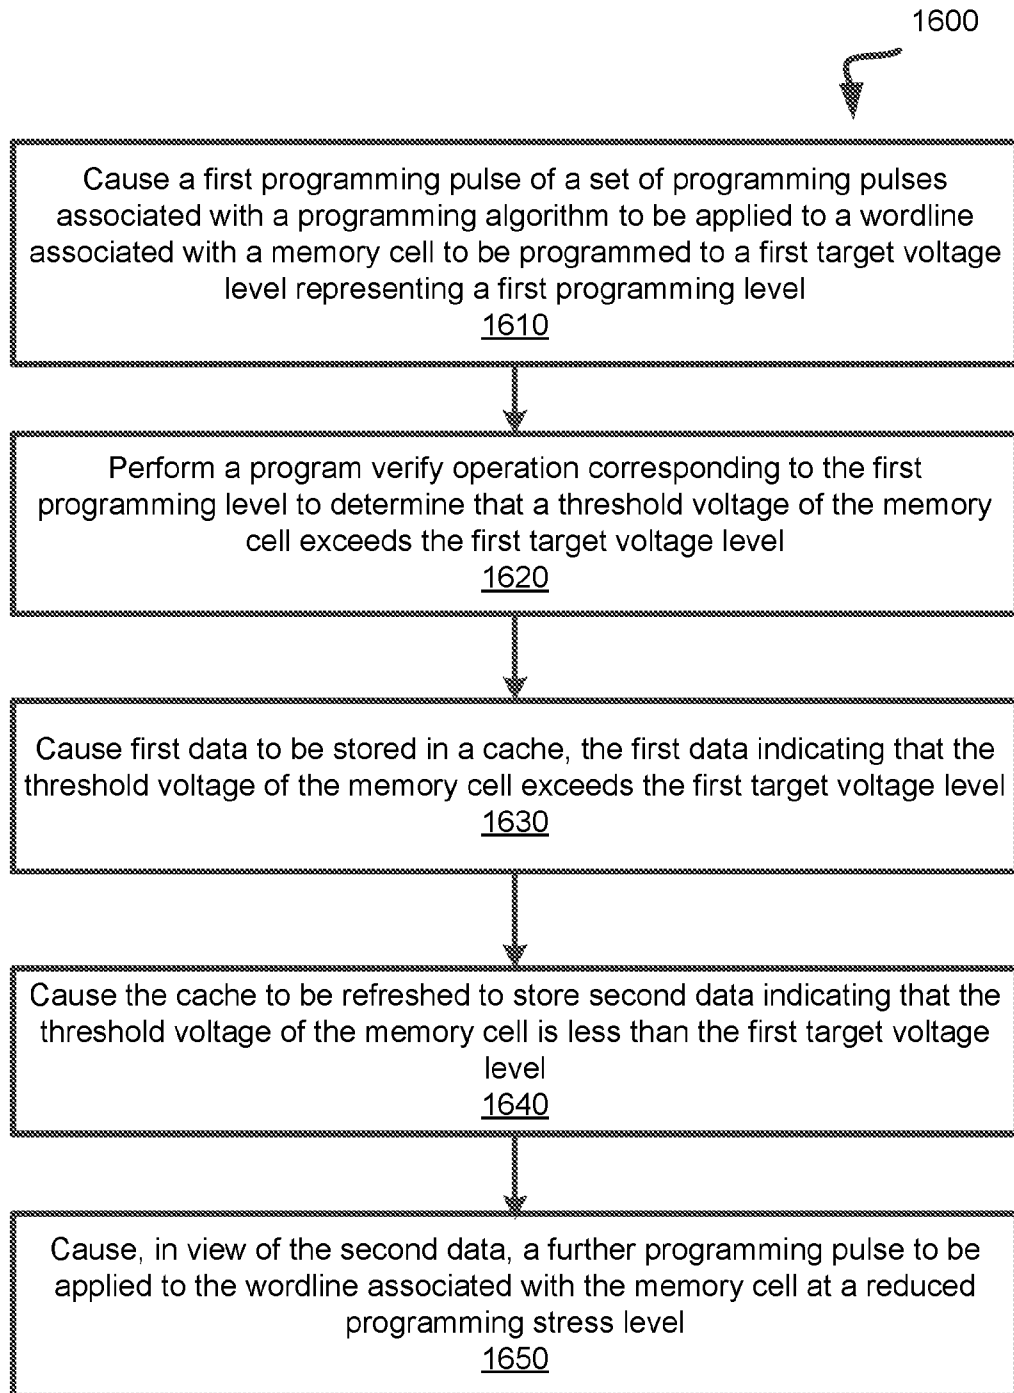 1600
Cause a first programming pulse of a set of programming pulses
associated with a programming algorithm to be applied to a wordline
associated with a memory cell to be programmed to a first target voltage
level representing a first programming level
1610
Perform a program verify operation corresponding to the first
programming level to determine that a threshold voltage of the memory
cell exceeds the first target voltage level
1620
Cause first data to be stored in a cache, the first data indicating that the
threshold voltage of the memory cell exceeds the first target voltage level
1630
Cause the cache to be refreshed to store second data indicating that the
threshold voltage of the memory cell is less than the first target voltage
level
1640
Cause, in view of the second data, a further programming pulse to be
applied to the wordline associated with the memory cell at a reduced
programming stress level
1650